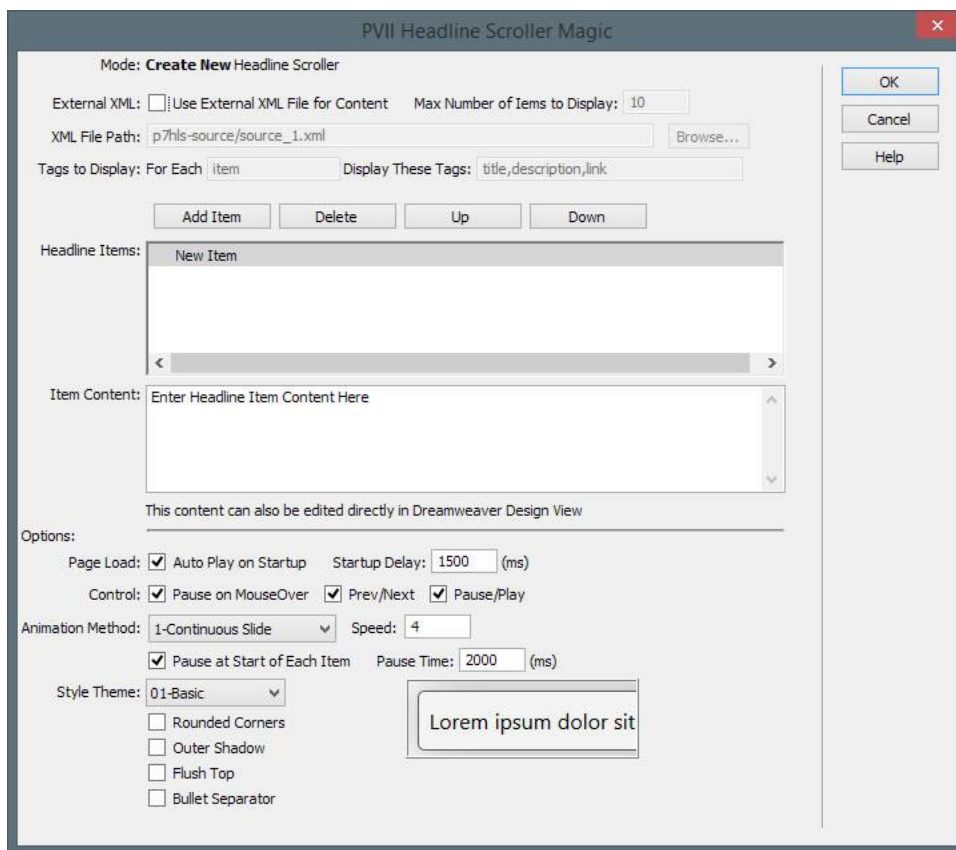 PVII Headline Scroller Magic
Mode: Create New Headline Scroller
OK
External XML: Use External XML File for Content Max Number of Iems to Display: 10
Cancel
XML File Path: p7hls-source/source_1.xml Browse...
Help
Tags to Display: For Each item Display These Tags: title,description,link
Add Item Delete Up Down
Headline Items: New Item
Item Content: Enter Headline Item Content Here
This content can also be edited directly in Dreamweaver Design View
Options:
Page Load: Auto Play on Startup Startup Delay: 1500 (ms)
Control: Pause on MouseOver Prev/Next Pause/Play
Animation Method: 1-Continuous Slide Speed: 4
Pause at Start of Each Item Pause Time: 2000 (ms)
Style Theme: 01-Basic
Lorem ipsum dolor sit
Rounded Corners
Outer Shadow
Flush Top
Bullet Separator